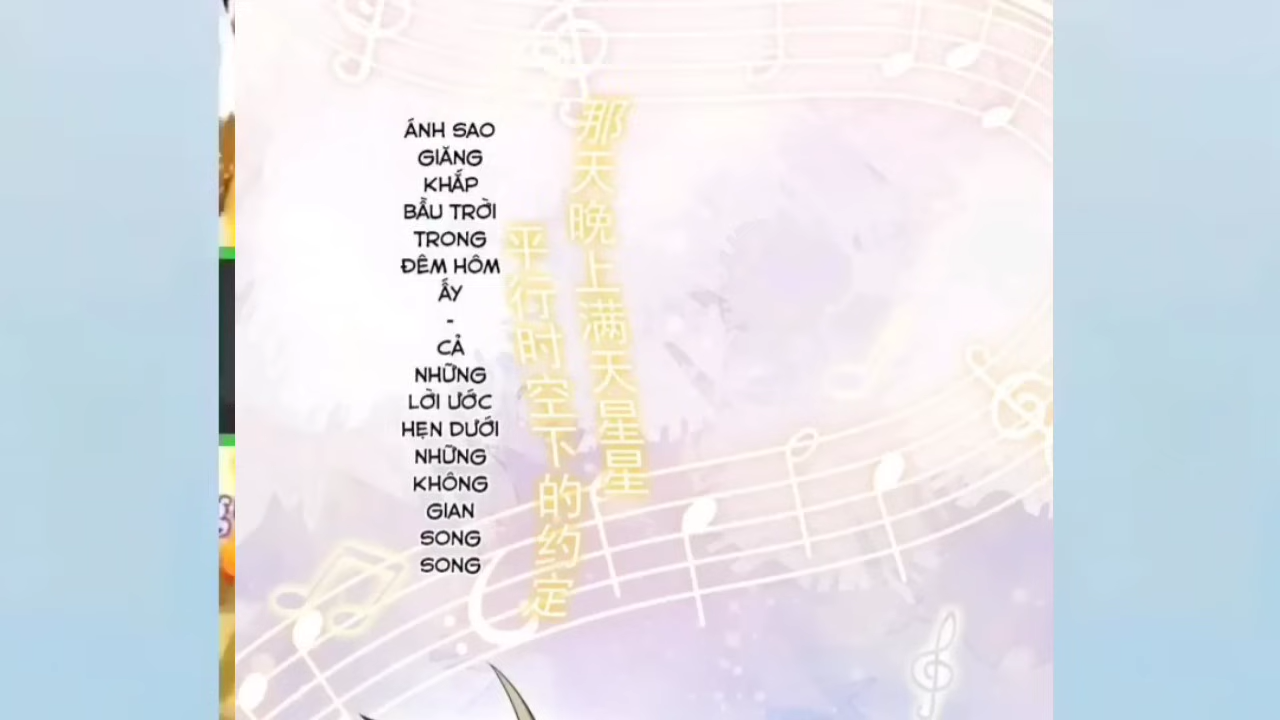 ÁNH SAO
GIĂNG
KHẮP
BẦU TRỜI
TRONG
ĐÊM HÔM
ẤY
-
CẢ
NHỮNG
LỜI ƯỚC
HẸN DƯỚI
NHỮNG
KHÔNG
GIAN
SONG
SONG
那天晚上满天星星
平行时空下的约定